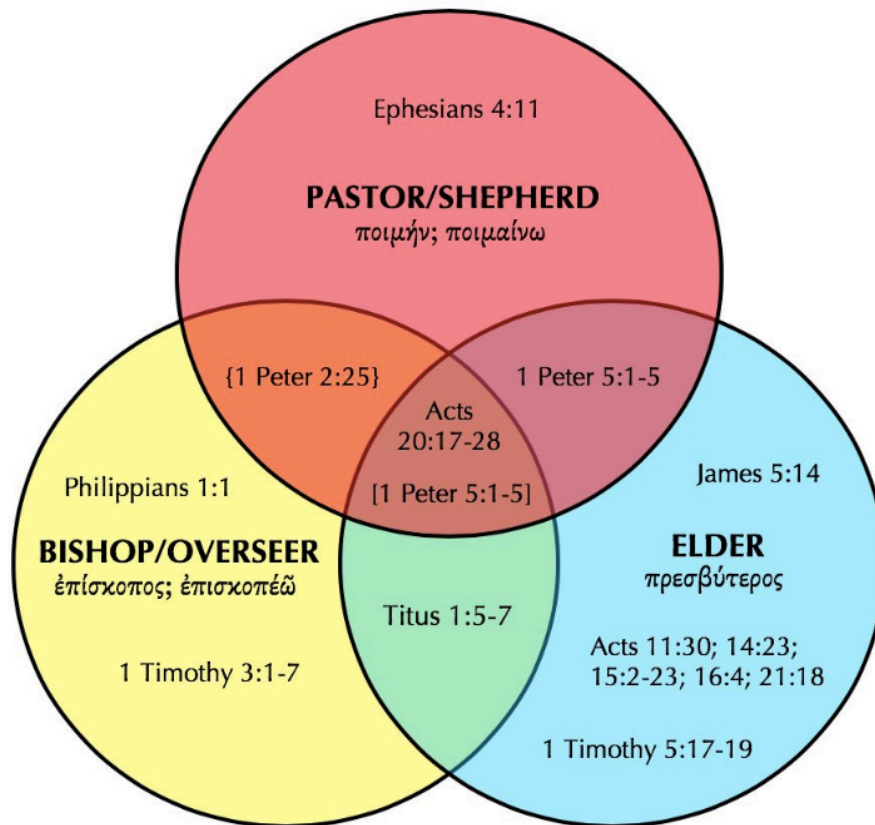 Ephesians 4:11
PASTOR/SHEPHERD
ποιμήν; ποιμαίνω
{1 Peter 2:25}
1 Peter 5:1-5
Acts
20:17-28
[1 Peter 5:1-5]
Philippians 1:1
James 5:14
BISHOP/OVERSEER
ἐπίσκοπος; ἐπισκοπέω̃
ELDER
πρεσβύτερος
Titus 1:5-7
1 Timothy 3:1-7
Acts 11:30; 14:23;
15:2-23; 16:4; 21:18
1 Timothy 5:17-19